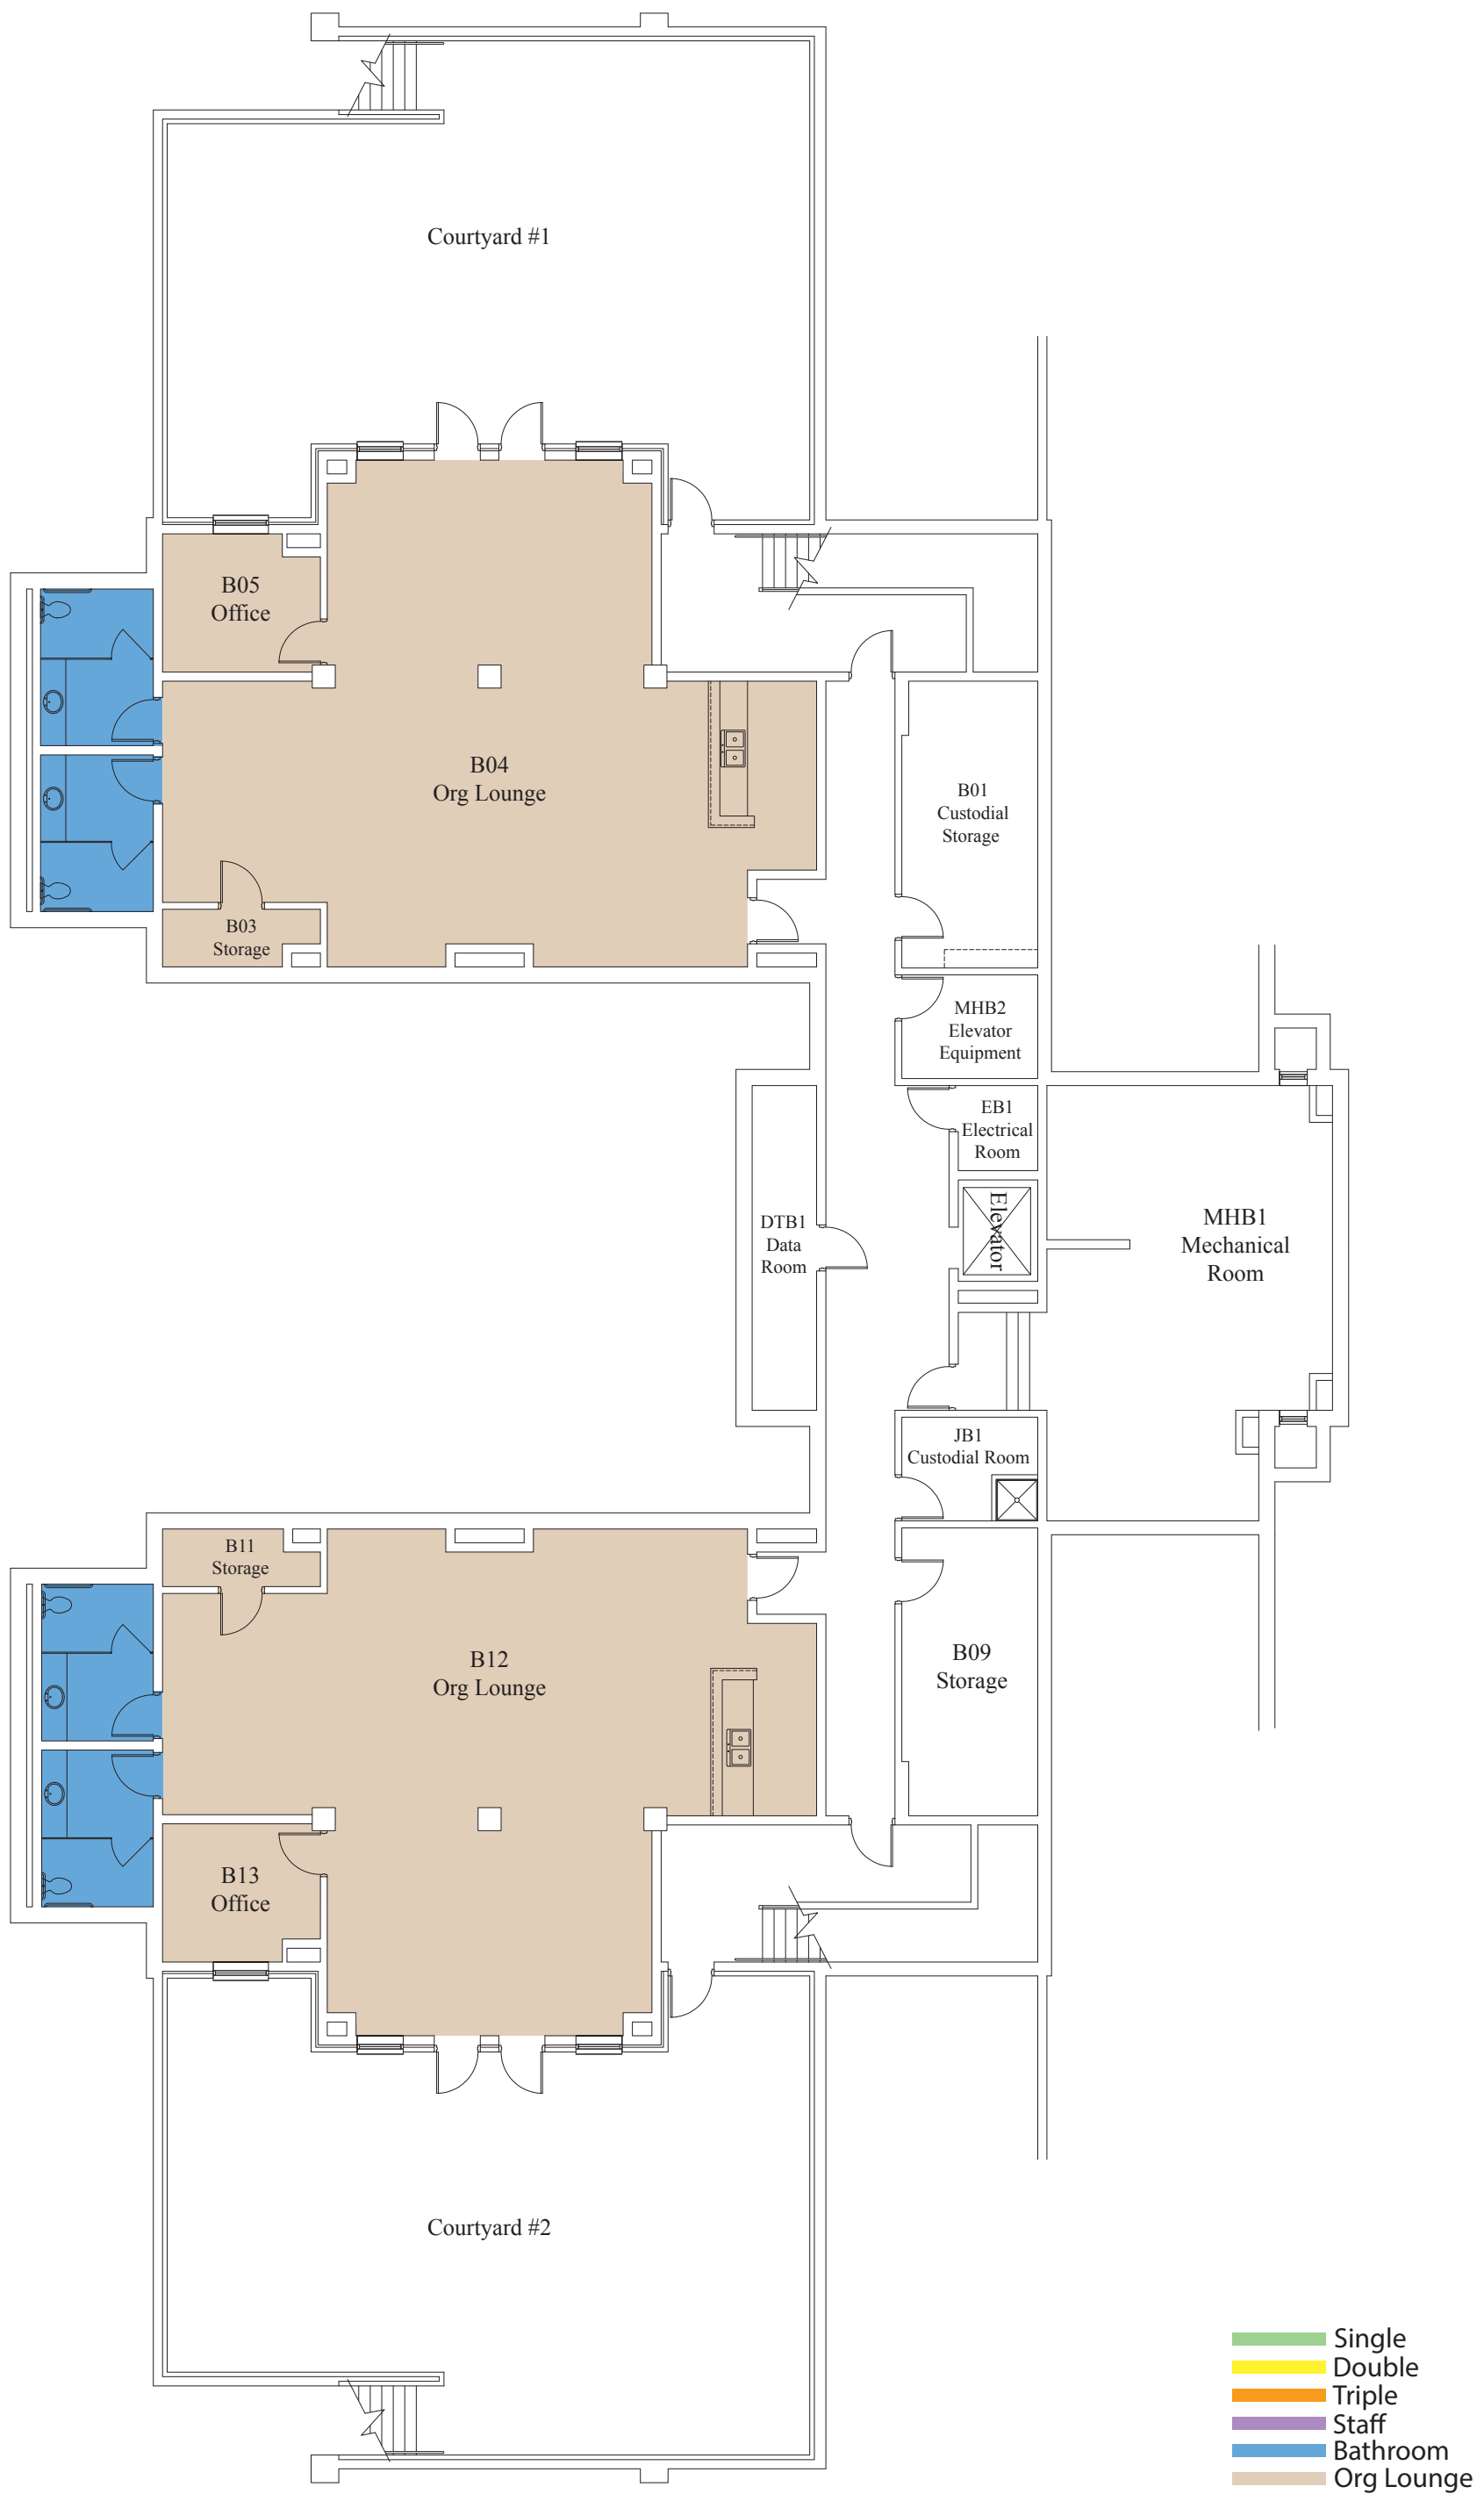 Courtyard #1
B05
Office
B04
Org Lounge
B01
Custodial
Storage
B03
Storage
MHB2
Elevator
Equipment
EB1
Electrical
Room
Elevator
DTB1
Data
Room
MHB1
Mechanical
Room
JB1
Custodial Room
B11
Storage
B12
Org Lounge
B09
Storage
B13
Office
Courtyard #2
Single
Double
Triple
Staff
Bathroom
Org Lounge